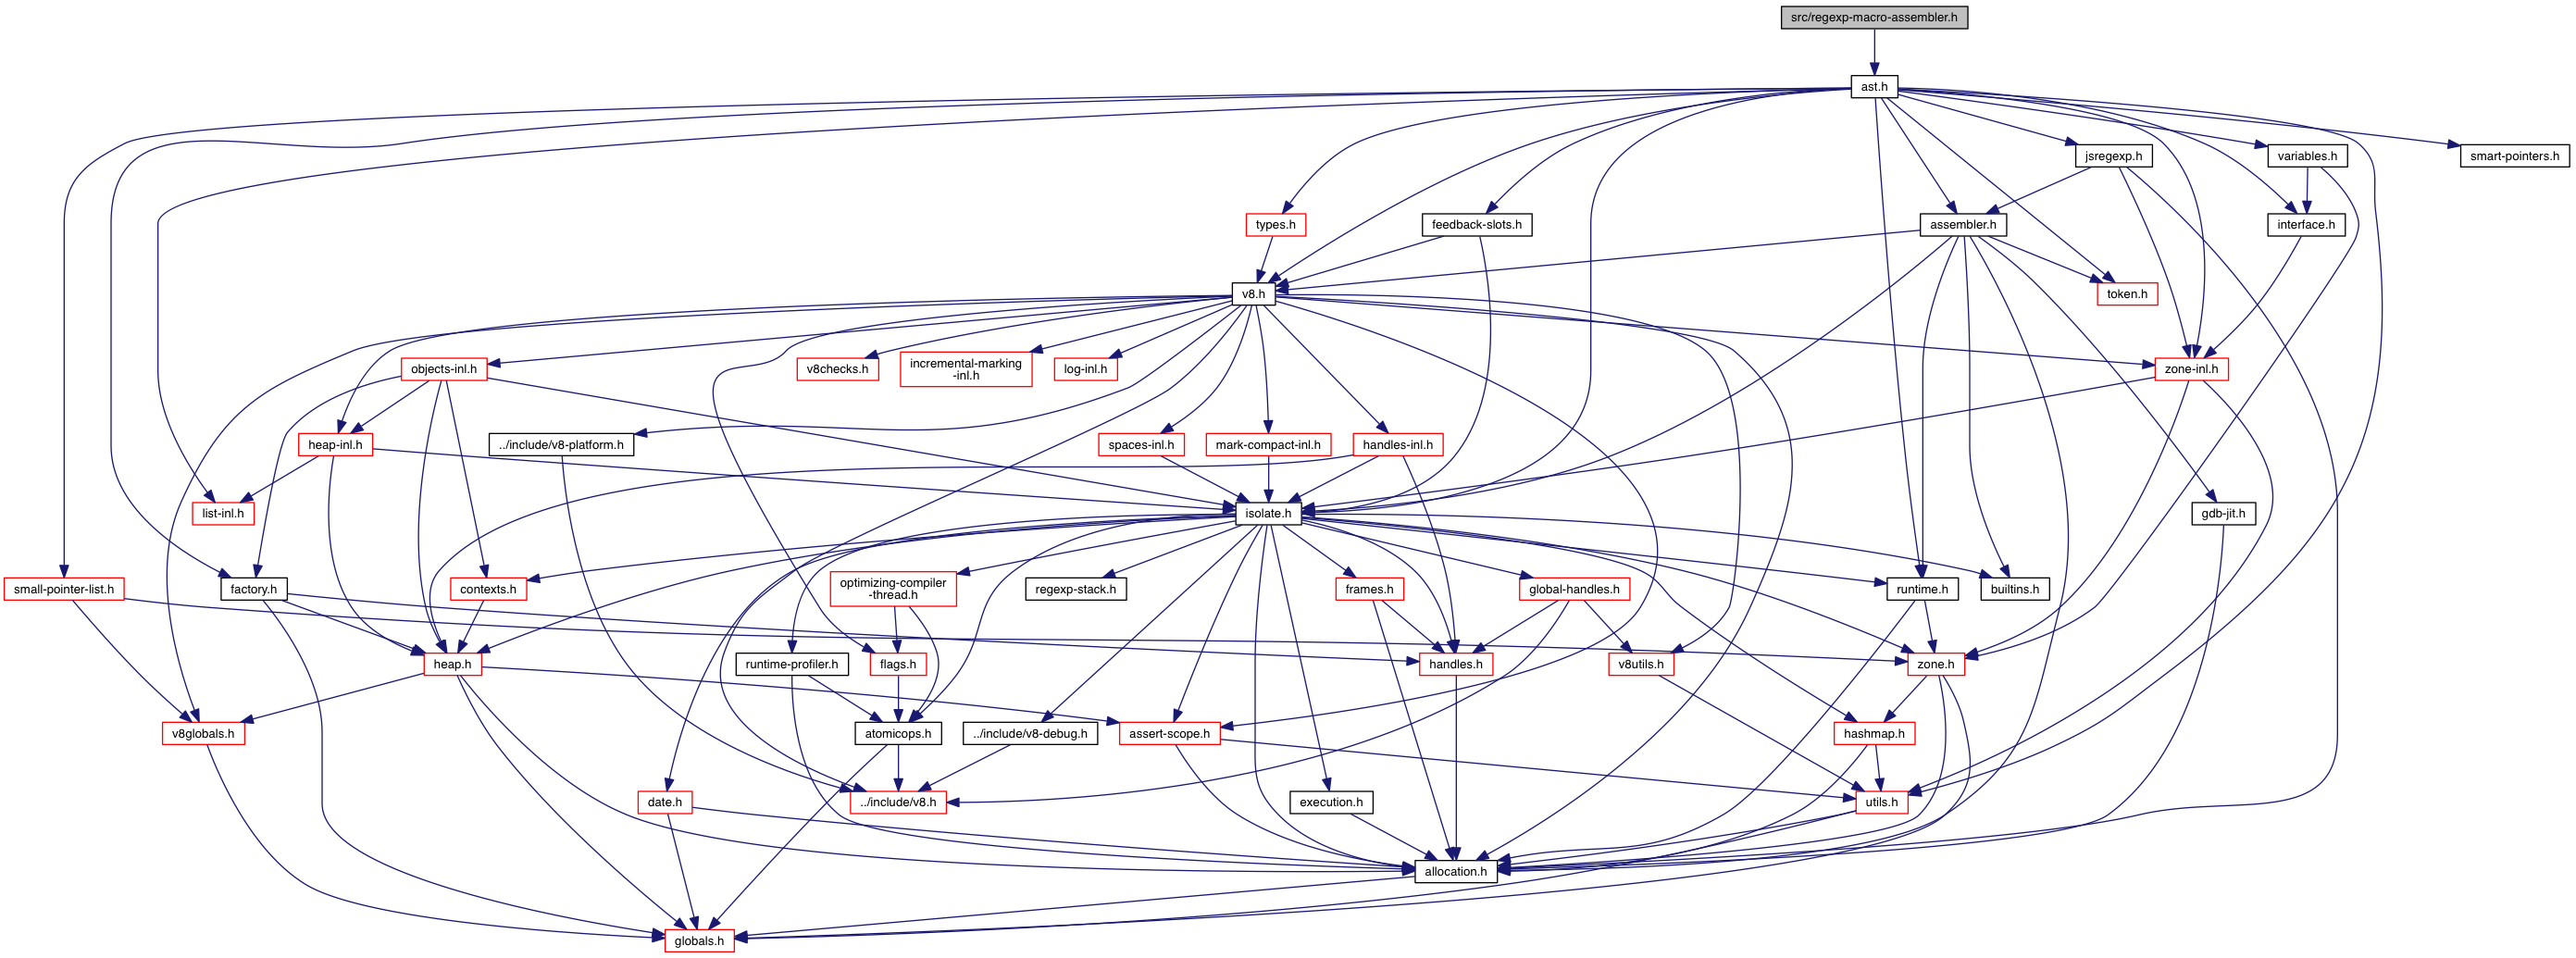 src/regexp-macro-assembler.h
ast.h
jsregexp.h
variables.h
smart-pointers.h
types.h
feedback-slots.h
assembler.h
interface.h
v8.h
token.h
objects-inl.h
v8checks.h
incremental-marking
-inl.h
log-inl.h
zone-inl.h
heap-inl.h
../include/v8-platform.h
spaces-inl.h
mark-compact-inl.h
handles-inl.h
list-inl.h
isolate.h
gdb-jit.h
small-pointer-list.h
factory.h
contexts.h
optimizing-compiler
-thread.h
regexp-stack.h
frames.h
global-handles.h
runtime.h
builtins.h
heap.h
runtime-profiler.h
flags.h
handles.h
v8utils.h
zone.h
v8globals.h
atomicops.h
../include/v8-debug.h
assert-scope.h
hashmap.h
date.h
../include/v8.h
execution.h
utils.h
allocation.h
globals.h